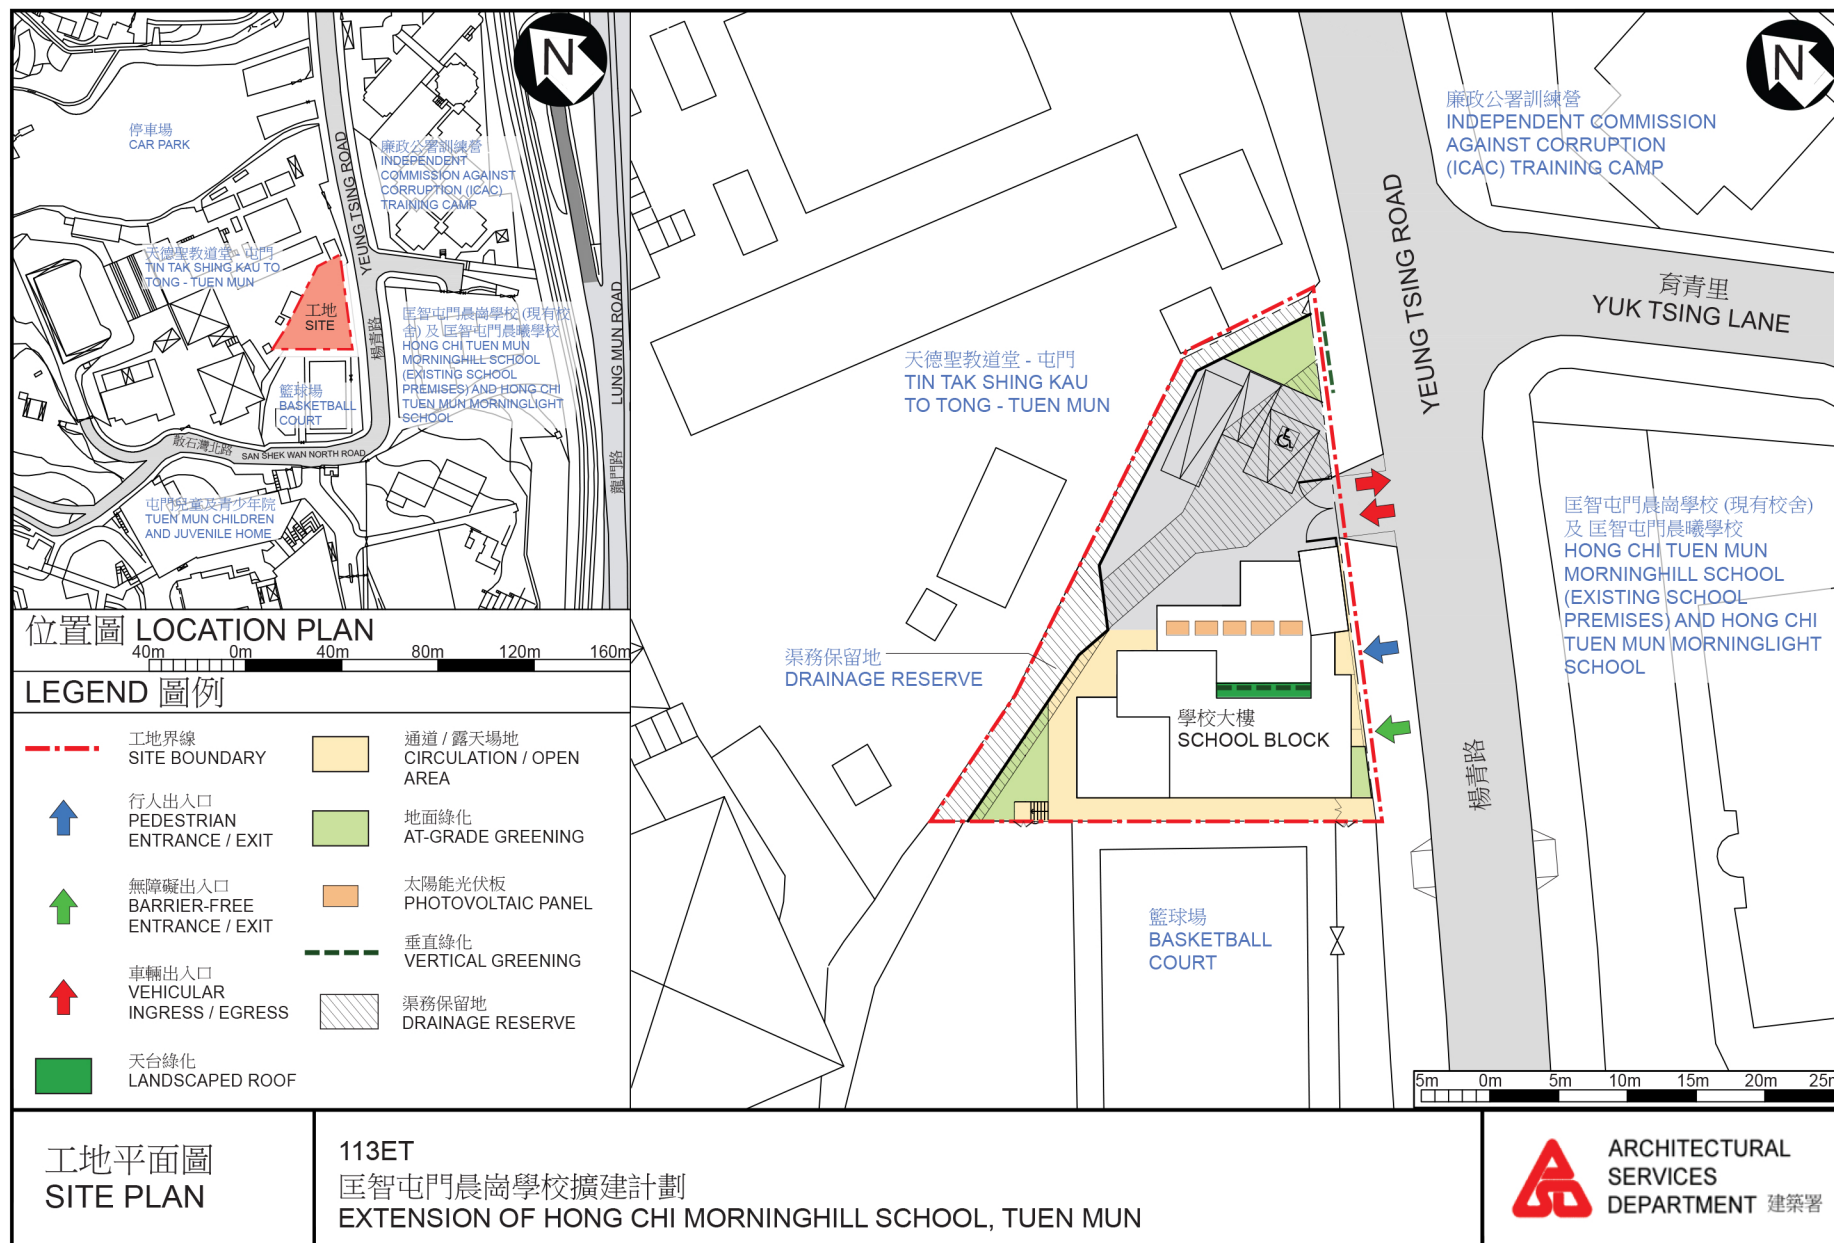 停車場
CAR PARK
N
YEUNG TSING ROAD
廉政公署訓練營
INDEPENDENT
COMMISSION AGAINST
CORRUPTION (ICAC)
TRAINING CAMP
天德聖教道堂 - 屯門
TIN TAK SHING KAU TO
TONG - TUEN MUN
工地
SITE
楊青路
匡智屯門晨崗學校 (現有校
舍) 及 匡智屯門晨曦學校
HONG CHI TUEN MUN
MORNINGHILL SCHOOL
(EXISTING SCHOOL
PREMISES) AND HONG CHI
TUEN MUN MORNINGLIGHT
SCHOOL
LUNG MUN ROAD
龍門路
籃球場
BASKETBALL
COURT
散石灣北路
SAN SHEK WAN NORTH ROAD
屯門兒童及青少年院
TUEN MUN CHILDREN
AND JUVENILE HOME
位置圖 LOCATION PLAN
40m 0m 40m 80m 120m 160m
LEGEND 圖例
工地界線
SITE BOUNDARY
行人出入口
PEDESTRIAN
ENTRANCE / EXIT
無障礙出入口
BARRIER-FREE
ENTRANCE / EXIT
車輛出入口
VEHICULAR
INGRESS / EGRESS
天台綠化
LANDSCAPED ROOF
通道 / 露天場地
CIRCULATION / OPEN
AREA
地面綠化
AT-GRADE GREENING
太陽能光伏板
PHOTOVOLTAIC PANEL
垂直綠化
VERTICAL GREENING
渠務保留地
DRAINAGE RESERVE
N
廉政公署訓練營
INDEPENDENT COMMISSION
AGAINST CORRUPTION
(ICAC) TRAINING CAMP
YEUNG TSING ROAD
育青里
YUK TSING LANE
天德聖教道堂 - 屯門
TIN TAK SHING KAU
TO TONG - TUEN MUN
匡智屯門晨崗學校 (現有校舍)
及 匡智屯門晨曦學校
HONG CHI TUEN MUN
MORNINGHILL SCHOOL
(EXISTING SCHOOL
PREMISES) AND HONG CHI
TUEN MUN MORNINGLIGHT
SCHOOL
渠務保留地
DRAINAGE RESERVE
學校大樓
SCHOOL BLOCK
楊青路
籃球場
BASKETBALL
COURT
5m 0m 5m 10m 15m 20m 25m
工地平面圖
SITE PLAN
113ET
匡智屯門晨崗學校擴建計劃
EXTENSION OF HONG CHI MORNINGHILL SCHOOL, TUEN MUN
ARCHITECTURAL
SERVICES
DEPARTMENT 建築署